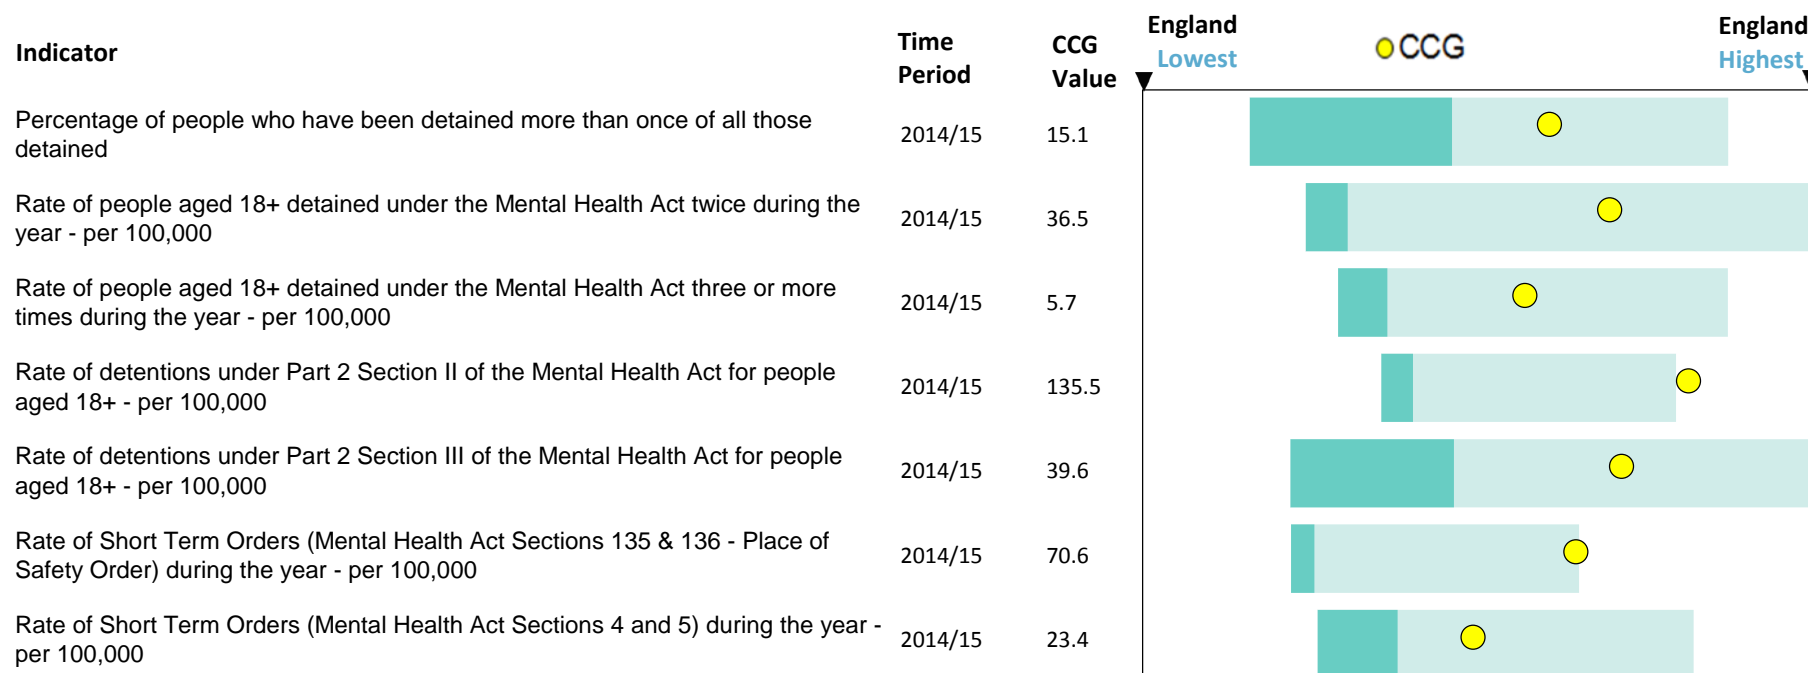 Indicator
Time Period
CCG Value
England Lowest
CCG
England Highest
Percentage of people who have been detained more than once of all those
detained
2014/15
15.1
Rate of people aged 18+ detained under the Mental Health Act twice during the
year - per 100,000
2014/15
36.5
Rate of people aged 18+ detained under the Mental Health Act three or more
times during the year - per 100,000
2014/15
5.7
Rate of detentions under Part 2 Section II of the Mental Health Act for people
aged 18+ - per 100,000
2014/15
135.5
Rate of detentions under Part 2 Section III of the Mental Health Act for people
aged 18+ - per 100,000
2014/15
39.6
Rate of Short Term Orders (Mental Health Act Sections 135 & 136 - Place of
Safety Order) during the year - per 100,000
2014/15
70.6
Rate of Short Term Orders (Mental Health Act Sections 4 and 5) during the year -
per 100,000
2014/15
23.4